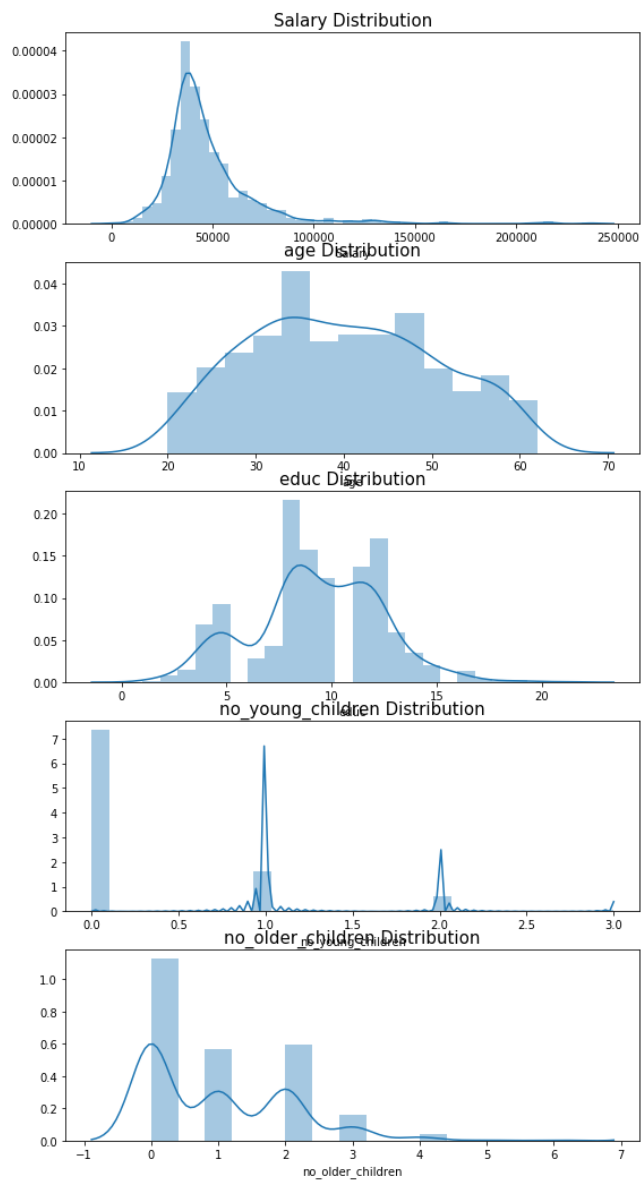 Salary Distribution
0.00004
0.00003
0.00002
0.00001
0.00000
0 50000 100000 150000 200000 250000
Salary
age Distribution
0.04
0.03
0.02
0.01
0.00
10 20 30 40 50 60 70
age
educ Distribution
0.20
0.15
0.10
0.05
0.00
0 5 10 15 20
educ
no_young_children Distribution
7
6
5
4
3
2
1
0
0.0 0.5 1.0 1.5 2.0 2.5 3.0
no_young_children
no_older_children Distribution
1.0
0.8
0.6
0.4
0.2
0.0
−1 0 1 2 3 4 5 6 7
no_older_children